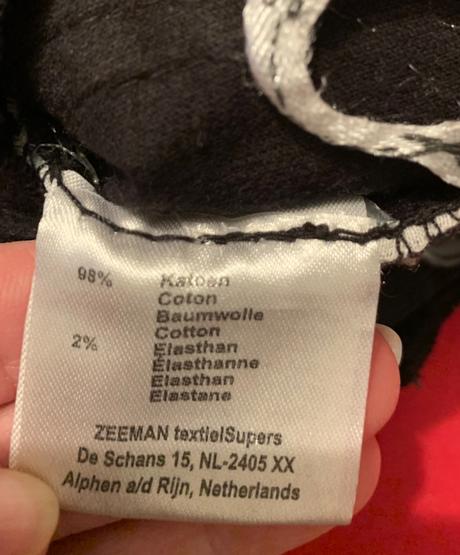 98% Katoen
Coton
Baumwolle
Cotton
2% Elasthan
Élasthanne
Elasthan
Elastane
ZEEMAN textielSupers
De Schans 15, NL-2405 XX
Alphen a/d Rijn, Netherlands